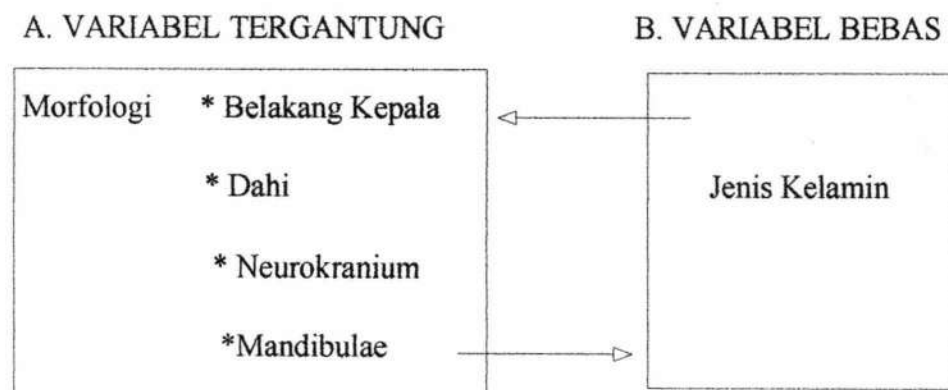 A. VARIABEL TERGANTUNG
B. VARIABEL BEBAS
Morfologi * Belakang Kepala
* Dahi
* Neurokranium
*Mandibulae
Jenis Kelamin